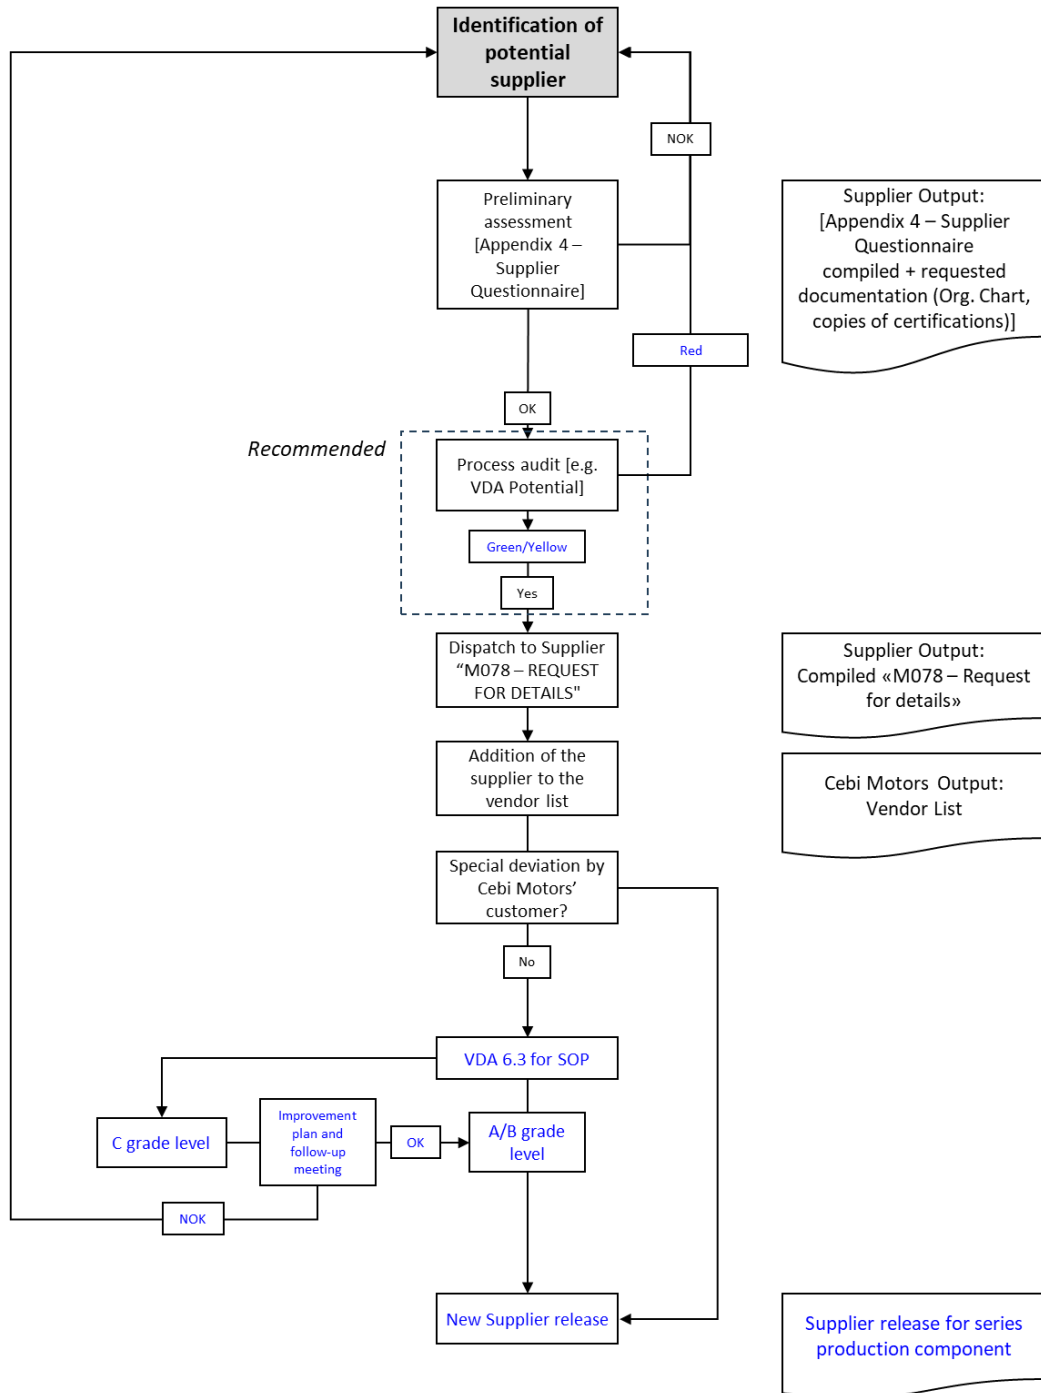 Identification of
potential
supplier
NOK
Preliminary
assessment
[Appendix 4 –
Supplier
Questionnaire]
Supplier Output:
[Appendix 4 – Supplier
Questionnaire
compiled + requested
documentation (Org. Chart,
copies of certifications)]
Red
OK
Recommended
Process audit [e.g.
VDA Potential]
Green/Yellow
Yes
Dispatch to Supplier
“M078 – REQUEST
FOR DETAILS"
Supplier Output:
Compiled «M078 – Request
for details»
Addition of the
supplier to the
vendor list
Cebi Motors Output:
Vendor List
Special deviation by
Cebi Motors’
customer?
No
VDA 6.3 for SOP
C grade level
Improvement
plan and
follow-up
meeting
OK
A/B grade
level
NOK
New Supplier release
Supplier release for series
production component